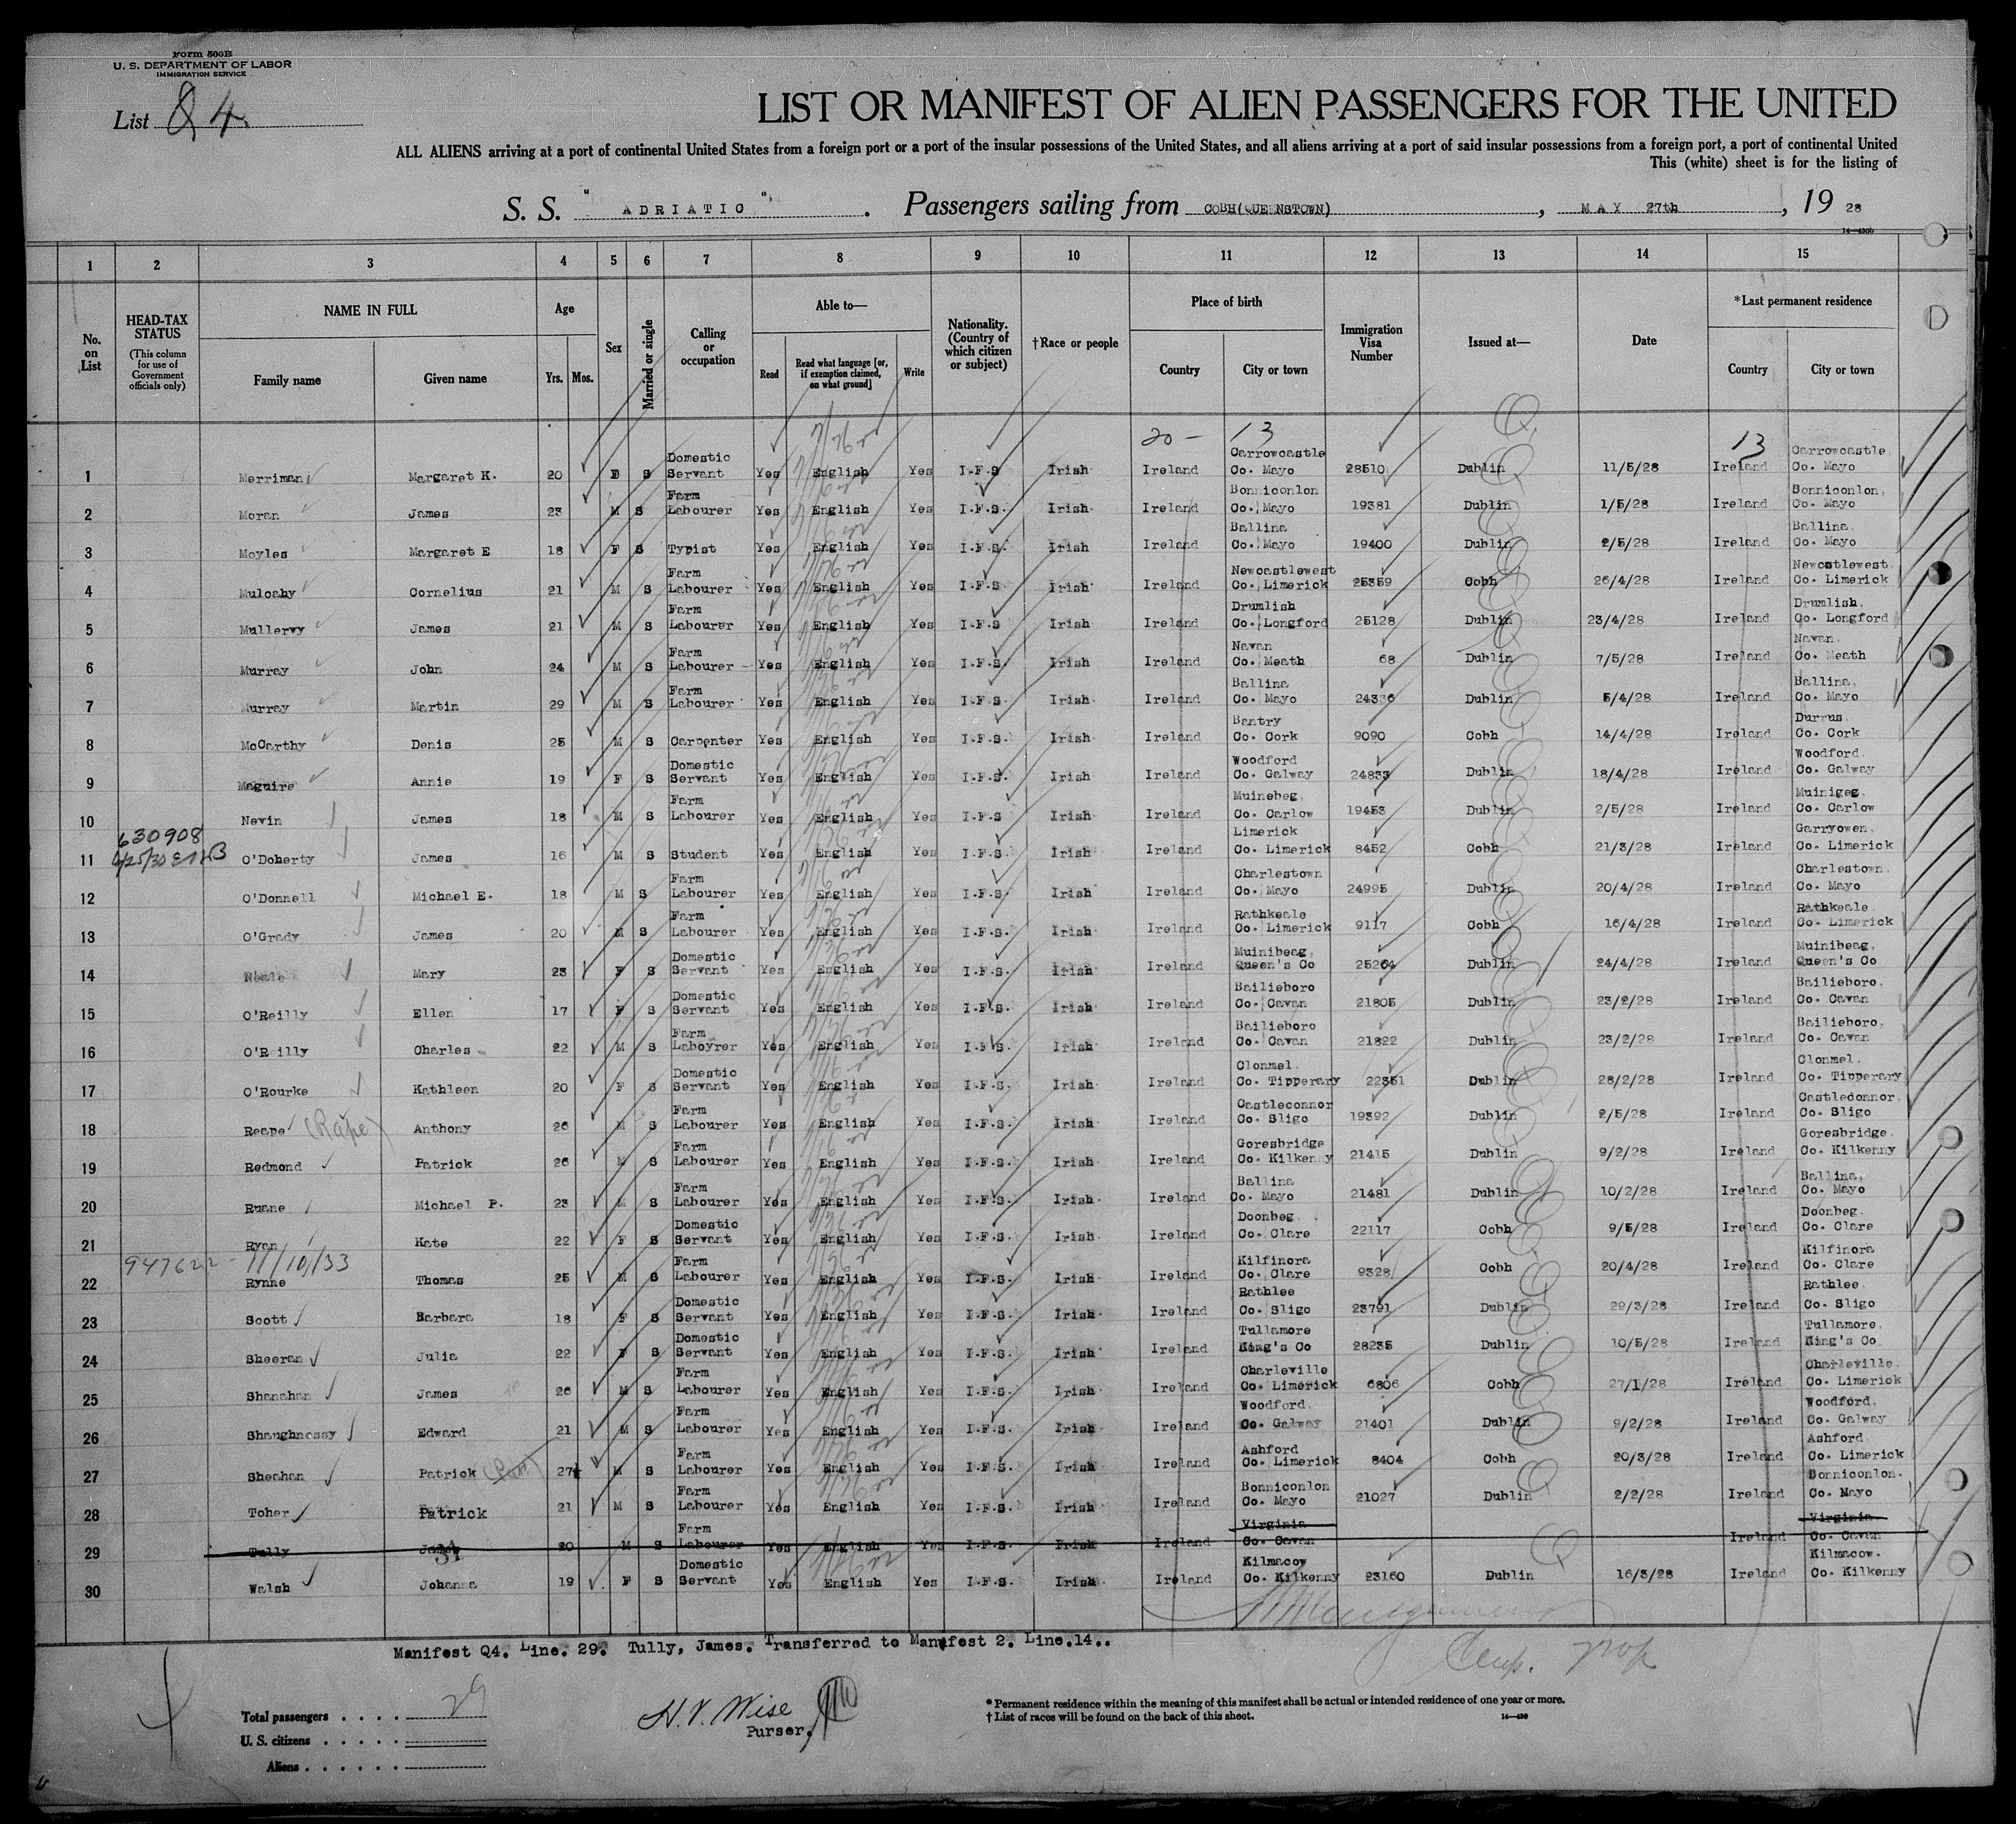 Form 500B
U. S. DEPARTMENT OF LABOR
IMMIGRATION SERVICE
List Q 4.
LIST OR MANIFEST OF ALIEN PASSENGERS FOR THE UNITED
ALL ALIENS arriving at a port of continental United States from a foreign port or a port of the insular possessions of the United States, and all aliens arriving at a port of said insular possessions from a foreign port, a port of continental United
This (white) sheet is for the listing of
S. S. "ADRIATIC". Passengers sailing from COBH(QUEENSTOWN), MAY 27th, 19 28
14-430b
1 2 3 4 5 6 7 8 9 10 11 12 13 14 15
No. on List
HEAD-TAX STATUS (This column for use of Government officials only)
NAME IN FULL Family name Given name
Age Yrs. Mos.
Sex
Married or single
Calling or occupation
Able to— Read Read what language [or, if exemption claimed, on what ground] Write
Nationality. (Country of which citizen or subject)
†Race or people
Place of birth Country City or town
Immigration Visa Number
Issued at—
Date
*Last permanent residence Country City or town
20 - 13 13
1 Merriman Margaret K. 20 F S Domestic Servant Yes English Yes I.F.S Irish Ireland Carrowcastle Co. Mayo 28510 Dublin 11/5/28 Ireland Carrowcastle Co. Mayo
2 Moran James 23 M S Farm Labourer Yes English Yes I.F.S. Irish Ireland Bonniconlon Co. Mayo 19381 Dublin 1/5/28 Ireland Bonniconlon, Co. Mayo
3 Moyles Margaret E 18 F S Typist Yes English Yes I.F.S. Irish Ireland Ballina Co. Mayo 19400 Dublin 2/5/28 Ireland Ballina Co. Mayo
4 Mulcahy Cornelius 21 M S Farm Labourer Yes English Yes I.F.S. Irish Ireland Newcastlewest Co. Limerick 25359 Cobh 26/4/28 Ireland Newcstlewest. Co. Limerick
5 Mullervy James 21 M S Farm Labourer Yes English Yes I.F.S Irish Ireland Drumlish Co. Longford 25128 Dublin 23/4/28 Ireland Drumlish, Co. Longford
6 Murray John 24 M S Farm Labourer Yes English Yes I.F.S. Irish Ireland Navan Co. Meath 68 Dublin 7/5/28 Ireland Navan. Co. Meath
7 Murray Martin 29 M S Farm Labourer Yes English Yes I.F.S. Irish Ireland Ballina Co. Mayo 24336 Dublin 5/4/28 Ireland Ballina, Co. Mayo
8 McCarthy Denis 25 M S Carpenter Yes English Yes I.F.S. Irish Ireland Bantry Co. Cork 9090 Cobh 14/4/28 Ireland Durrus. Co. Cork
9 Maguire Annie 19 F S Domestic Servant Yes English Yes I.F.S. Irish Ireland Woodford Co. Galway 24833 Dublin 18/4/28 Ireland Woodford. Co. Galway
10 Nevin James 18 M S Farm Labourer Yes English Yes I.F.S Irish Ireland Muinebeg. Co. Carlow 19453 Dublin 2/5/28 Ireland Muinigeg. Co. Carlow
630908
11 O'Doherty James 16 M S Student Yes English Yes I.F.S. Irish Ireland Limerick Co. Limerick 8452 Cobh 21/3/28 Ireland Garryowen. Co. Limerick
12 O'Donnell Michael E. 18 M S Farm Labourer Yes English Yes I.F.S. Irish Ireland Charlestown Co. Mayo 24995 Dublin 20/4/28 Ireland Charlestown. Co. Mayo
13 O'Grady James 20 M S Farm Labourer Yes English Yes I.F.S. Irish Ireland Rathkeale Co. Limerick 9117 Cobh 16/4/28 Ireland Rathkeale. Co. Limerick
14 Mary 23 F S Domestic Servant Yes English Yes I.F.S. Irish Ireland Muinibeag, Queen's Co 25264 Dublin 24/4/28 Ireland Muinibeag, Queen's Co
15 O'Reilly Ellen 17 F S Domestic Servant Yes English Yes I.F.S. Irish Ireland Bailieboro Co. Cavan 21805 Dublin 23/2/28 Ireland Bailieboro. Co. Cavan
16 O'R illy Charles 22 M S Farm Laboyrer Yes English Yes I.F.S. Irish Ireland Bailieboro Co. Cavan 21822 Dublin 23/2/28 Ireland Bailieboro. Co. Cavan
17 O'Rourke Kathleen 20 F S Domestic Servant Yes English Yes I.F.S. Irish Ireland Clonmel. Co. Tipperary 22351 Dublin 28/2/28 Ireland Clonmel. Co. Tipperary
18 Reape (Rape) Anthony 26 M S Farm Labourer Yes English Yes I.F.S. Irish Ireland Castleconnor Co. Sligo 19392 Dublin 2/5/28 Ireland Castleconnor. Co. Sligo
19 Redmond Patrick 26 M S Farm Labourer Yes English Yes I.F.S. Irish Ireland Goresbridge Co. Kilkenny 21415 Dublin 9/2/28 Ireland Goresbridge. Co. Kilkenny
20 Ruane Michael P. 23 M S Farm Labourer Yes English Yes I.F.S. Irish Ireland Ballina Co. Mayo 21481 Dublin 10/2/28 Ireland Ballina, Co. Mayo
21 Ryan Kate 22 F S Domestic Servant Yes English Yes I.F.S. Irish Ireland Doonbeg. Co. Clare 22117 Cobh 9/5/28 Ireland Doonbeg. Co. Clare
947622 - 11/10/33
22 Rynne Thomas 25 M S Farm Labourer Yes English Yes I.F.S. Irish Ireland Kilfinora Co. Clare 9328 Cobh 20/4/28 Ireland Kilfinora Co. Clare
23 Scott Barbara 18 F S Domestic Servant Yes English Yes I.F.S. Irish Ireland Rathlee Co. Sligo 23791 Dublin 29/3/28 Ireland Rathlee. Co. Sligo
24 Sheeran Julia 22 F S Domestic Servant Yes English Yes I.F.S. Irish Ireland Tullamore King's Co 28235 Dublin 10/5/28 Ireland Tullamore. King's Co
25 Shanahan James 26 M S Farm Labourer Yes English Yes I.F.S. Irish Ireland Charleville Co. Limerick 6806 Cobh 27/1/28 Ireland Charleville. Co. Limerick
26 Shaughnessy Edward 21 M S Farm Labourer Yes English Yes I.F.S. Irish Ireland Woodford. Co. Galway 21401 Dublin 9/2/28 Ireland Woodford. Co. Galway
27 Sheahan Patrick 27 M S Farm Labourer Yes English Yes I.F.S. Irish Ireland Ashford Co. Limerick 8404 Cobh 20/3/28 Ireland Ashford. Co. Limerick
28 Toher Patrick 21 M S Farm Labourer Yes English Yes I.F.S. Irish Ireland Bonniconlon Co. Mayo 21027 Dublin 2/2/28 Ireland Bonniconlon. Co. Mayo
29 Tully James 20 M S Farm Labourer Yes English Yes I.F.S. Irish Ireland Virginia Co. Cavan Ireland Virginia. Co. Cavan
30 Walsh Johanna 19 F S Domestic Servant Yes English Yes I.F.S. Irish Ireland Kilmacow Co. Kilkenny 23160 Dublin 16/3/28 Ireland Kilmacow. Co. Kilkenny
Manifest Q4. Line. 29. Tully, James. Transferred to Manifest 2. Line.14..
Total passengers 29
U. S. citizens
Aliens
H. V. Wise
Purser.
* Permanent residence within the meaning of this manifest shall be actual or intended residence of one year or more.
† List of races will be found on the back of this sheet.
14-430